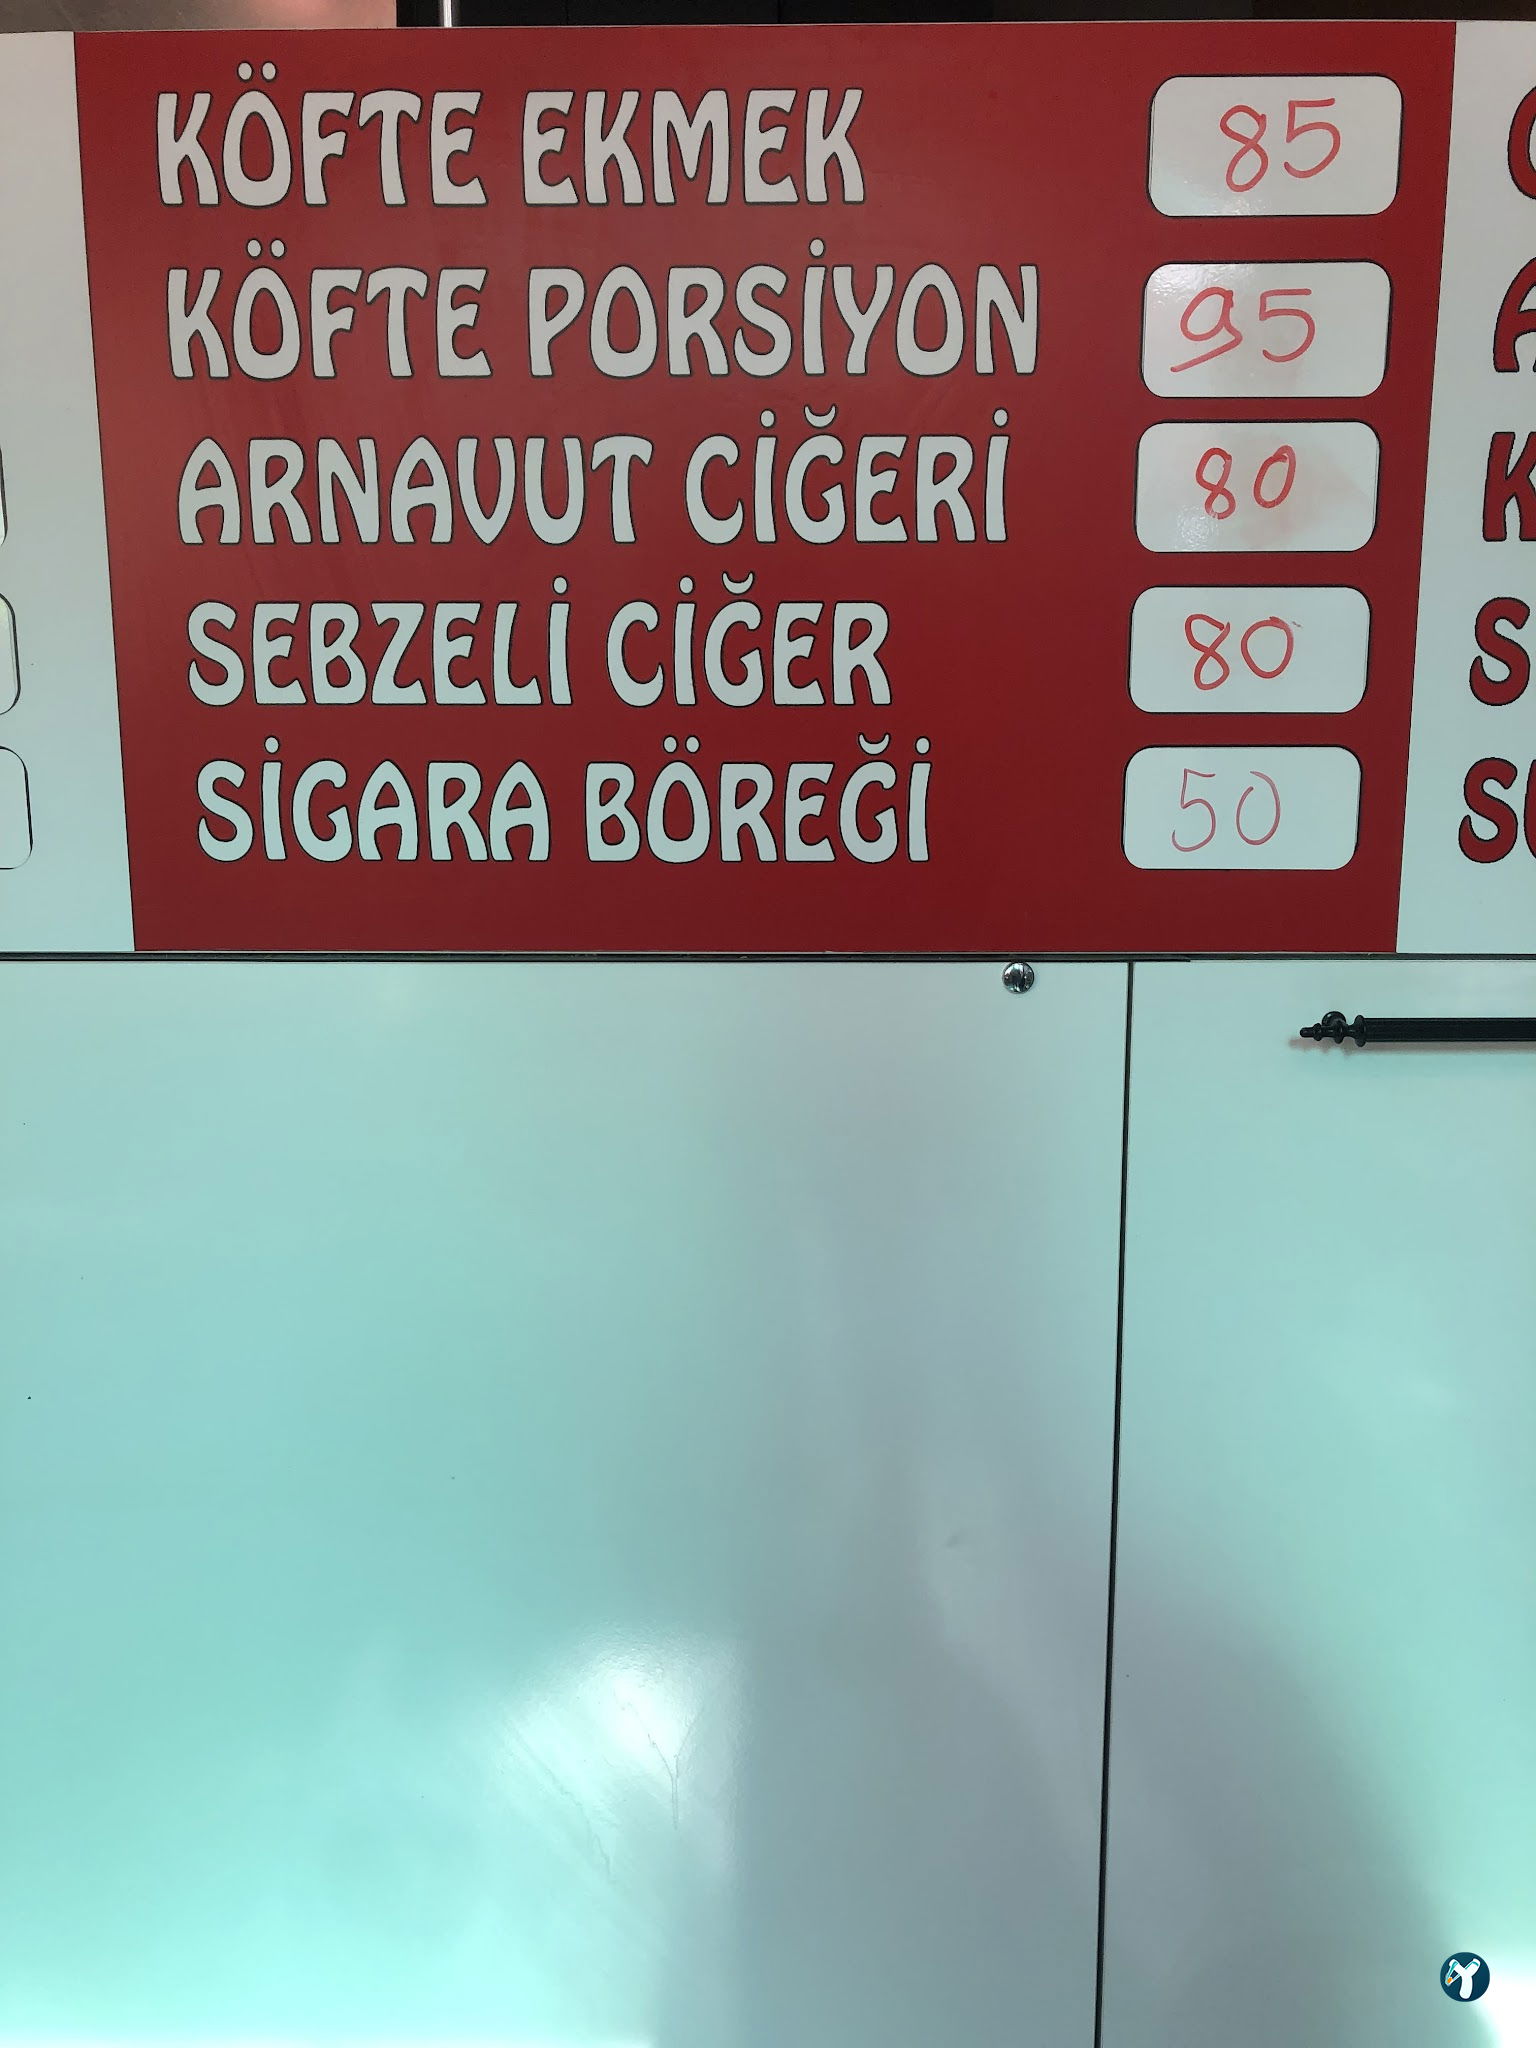 KÖFTE EKMEK 85
KÖFTE PORSİYON 95
ARNAVUT CİĞERİ 80
SEBZELİ CİĞER 80
SİGARA BÖREĞİ 50